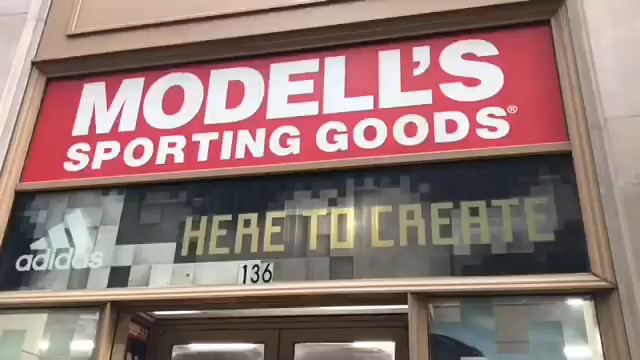 MODELL'S
SPORTING GOODS®
adidas
HERE TO CREATE
136